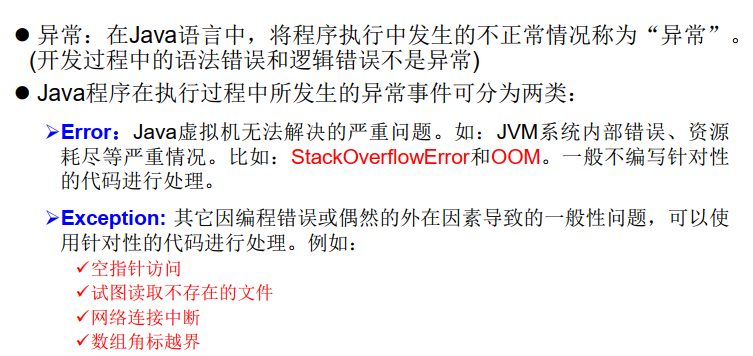 ● 异常：在Java语言中，将程序执行中发生的不正常情况称为“异常”。
(开发过程中的语法错误和逻辑错误不是异常)
● Java程序在执行过程中所发生的异常事件可分为两类：
➢Error：Java虚拟机无法解决的严重问题。如：JVM系统内部错误、资源
耗尽等严重情况。比如：StackOverflowError和OOM。一般不编写针对性
的代码进行处理。
➢Exception: 其它因编程错误或偶然的外在因素导致的一般性问题，可以使
用针对性的代码进行处理。例如：
✓空指针访问
✓试图读取不存在的文件
✓网络连接中断
✓数组角标越界